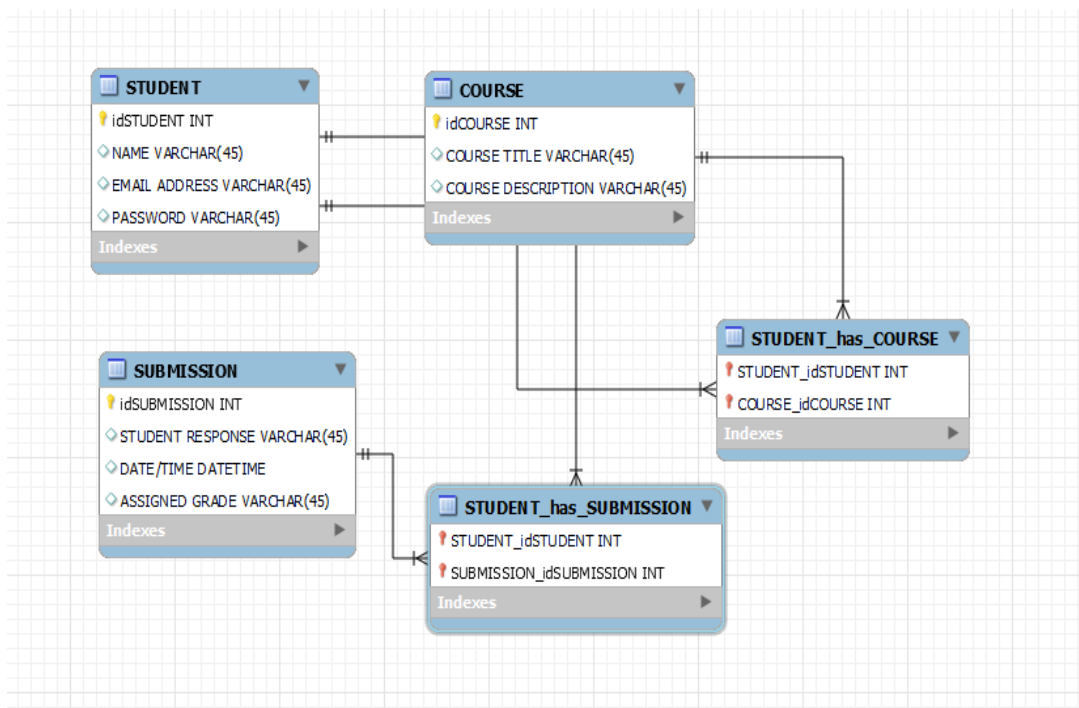 STUDENT
idSTUDENT INT
NAME VARCHAR(45)
EMAIL ADDRESS VARCHAR(45)
PASSWORD VARCHAR(45)
Indexes
COURSE
idCOURSE INT
COURSE TITLE VARCHAR(45)
COURSE DESCRIPTION VARCHAR(45)
Indexes
STUDENT_has_COURSE
STUDENT_idSTUDENT INT
COURSE_idCOURSE INT
Indexes
SUBMISSION
idSUBMISSION INT
STUDENT RESPONSE VARCHAR(45)
DATE/TIME DATETIME
ASSIGNED GRADE VARCHAR(45)
Indexes
STUDENT_has_SUBMISSION
STUDENT_idSTUDENT INT
SUBMISSION_idSUBMISSION INT
Indexes